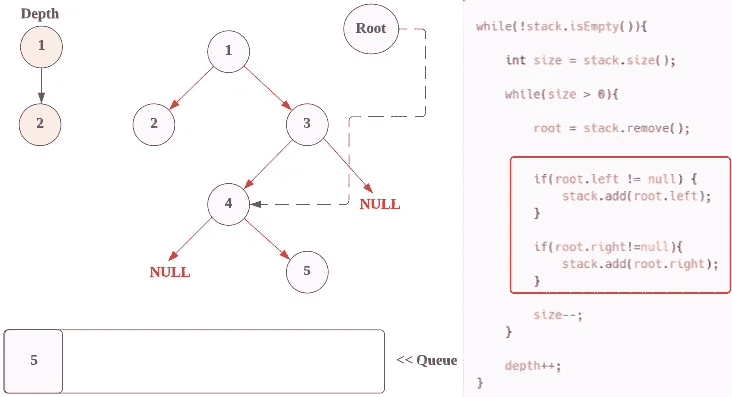 Depth
1
2
Root
1
2
3
4
NULL
NULL
5
5
<< Queue
while(!stack.isEmpty()){
int size = stack.size();
while(size > 0){
root = stack.remove();
if(root.left != null) {
stack.add(root.left);
}
if(root.right!=null){
stack.add(root.right);
}
size--;
}
depth++;
}